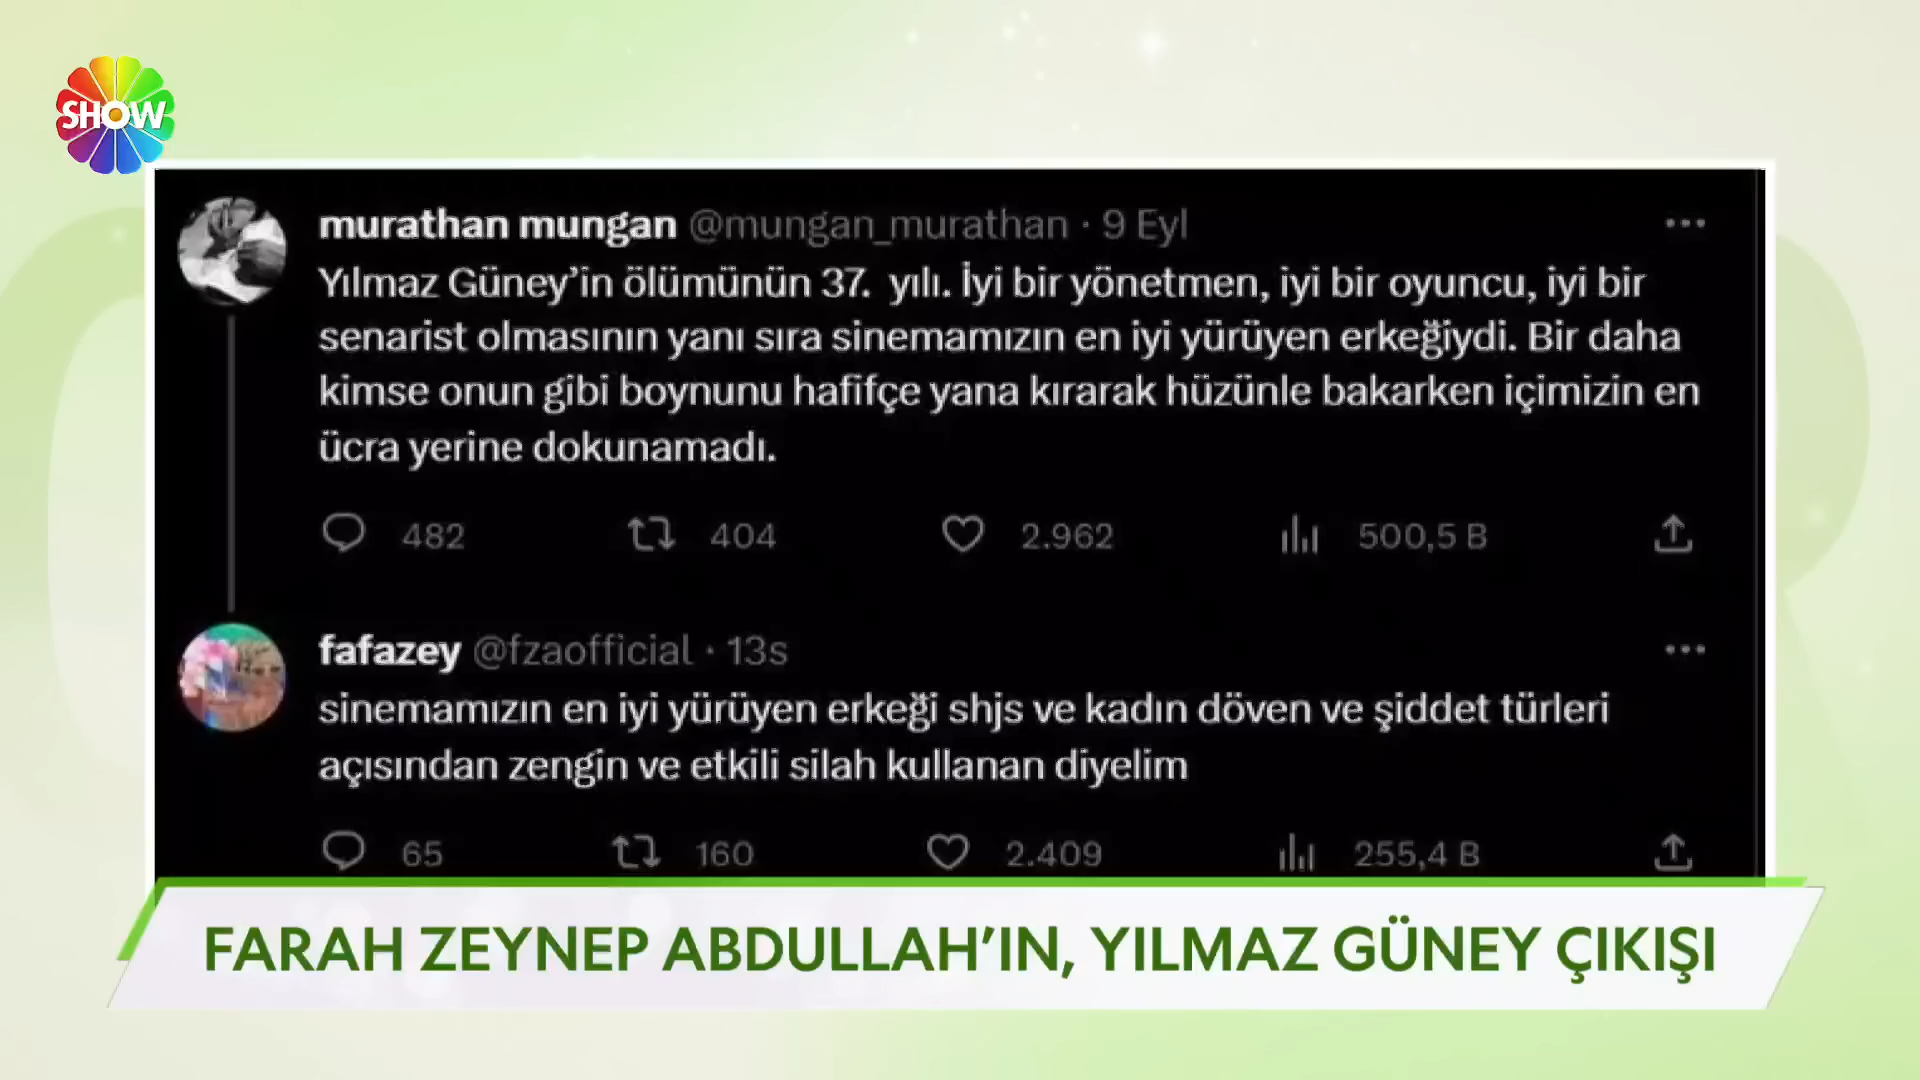 SHOW
murathan mungan @mungan_murathan · 9 Eyl
Yılmaz Güney’in ölümünün 37. yılı. İyi bir yönetmen, iyi bir oyuncu, iyi bir
senarist olmasının yanı sıra sinemamızın en iyi yürüyen erkeğiydi. Bir daha
kimse onun gibi boynunu hafifçe yana kırarak hüzünle bakarken içimizin en
ücra yerine dokunamadı.
482 404 2.962 500,5 B
fafazey @fzaofficial · 13s
sinemamızın en iyi yürüyen erkeği shjs ve kadın döven ve şiddet türleri
açısından zengin ve etkili silah kullanan diyelim
65 160 2.409 255,4 B
FARAH ZEYNEP ABDULLAH’IN, YILMAZ GÜNEY ÇIKIŞI